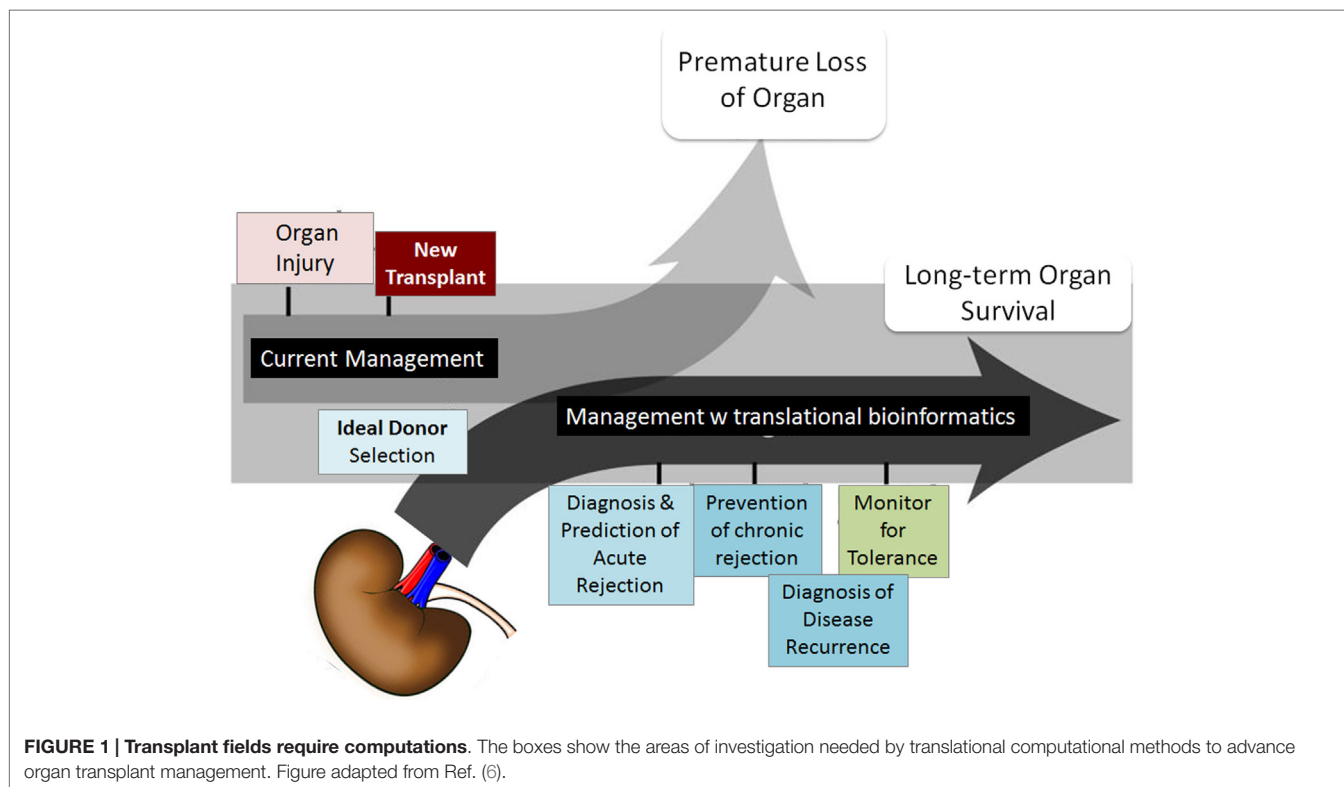 Premature Loss
of Organ
Organ
Injury
New
Transplant
Long-term Organ
Survival
Current Management
Management w translational bioinformatics
Ideal Donor
Selection
Diagnosis &
Prediction of
Acute
Rejection
Prevention
of chronic
rejection
Monitor
for
Tolerance
Diagnosis of
Disease
Recurrence
FIGURE 1 | Transplant fields require computations. The boxes show the areas of investigation needed by translational computational methods to advance
organ transplant management. Figure adapted from Ref. (6).